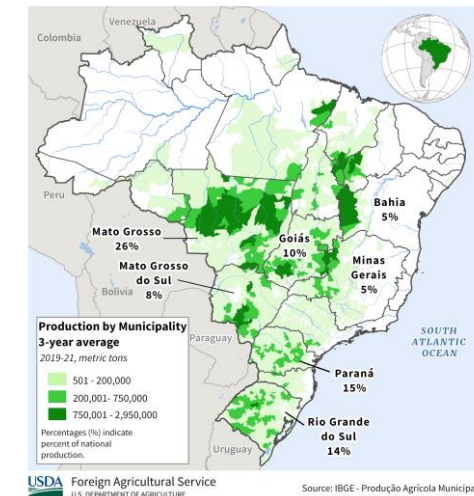 Venezuela
Colombia
Peru
Bahia
5%
Mato Grosso
26%
Goiás
10%
Mato Grosso
do Sul
8%
Minas
Gerais
5%
Bolivia
Production by Municipality
3-year average
2019-21, metric tons
501 - 200,000
200,001- 750,000
750,001 - 2,950,000
Percentages (%) indicate
percent of national
production.
Paraguay
SOUTH
ATLANTIC
OCEAN
Paraná
15%
Rio Grande
do Sul
14%
Uruguay
USDA Foreign Agricultural Service
U.S. DEPARTMENT OF AGRICULTURE
Source: IBGE - Produção Agrícola Municipa